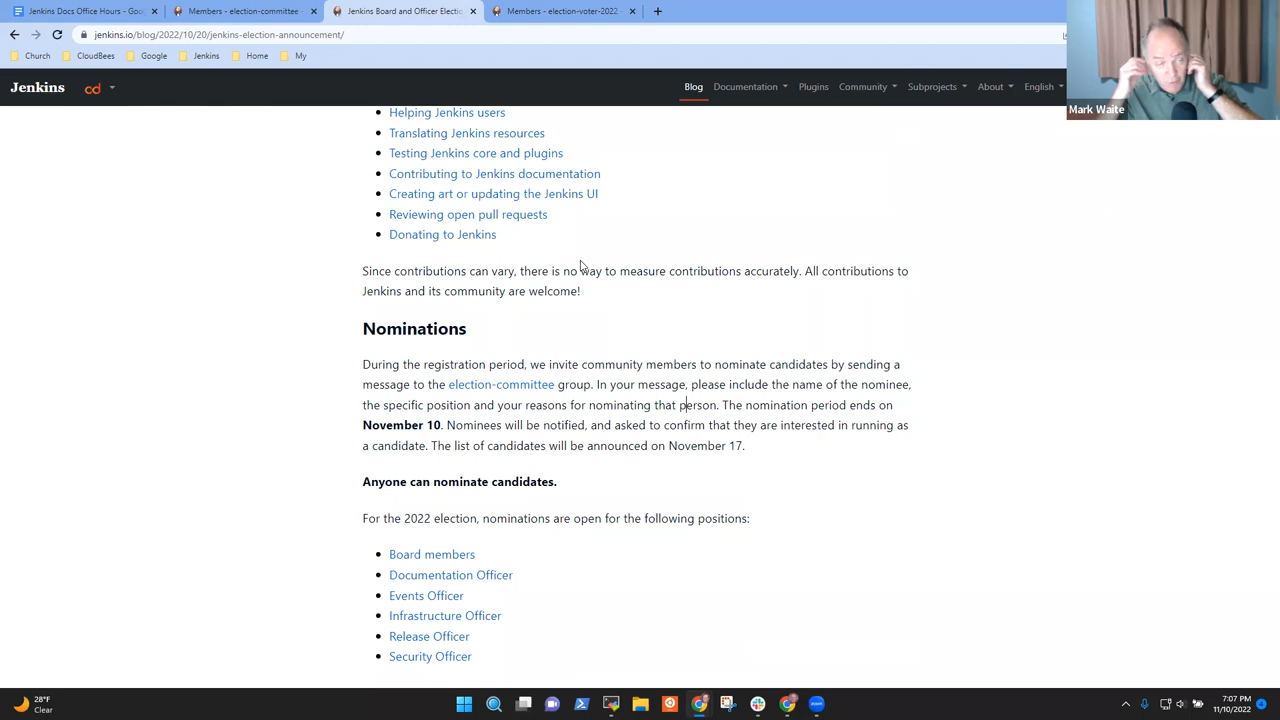 Jenkins Docs Office Hours - Goo
Members - election-committee -
Jenkins Board and Officer Electio
Members - election-voter-2022 -
jenkins.io/blog/2022/10/20/jenkins-election-announcement/
Church
CloudBees
Google
Jenkins
Home
My
Jenkins
cd
Blog
Documentation
Plugins
Community
Subprojects
About
English
Mark Waite
Helping Jenkins users
Translating Jenkins resources
Testing Jenkins core and plugins
Contributing to Jenkins documentation
Creating art or updating the Jenkins UI
Reviewing open pull requests
Donating to Jenkins
Since contributions can vary, there is no way to measure contributions accurately. All contributions to
Jenkins and its community are welcome!
Nominations
During the registration period, we invite community members to nominate candidates by sending a
message to the election-committee group. In your message, please include the name of the nominee,
the specific position and your reasons for nominating that person. The nomination period ends on
November 10. Nominees will be notified, and asked to confirm that they are interested in running as
a candidate. The list of candidates will be announced on November 17.
Anyone can nominate candidates.
For the 2022 election, nominations are open for the following positions:
Board members
Documentation Officer
Events Officer
Infrastructure Officer
Release Officer
Security Officer
28°F
Clear
7:07 PM
11/10/2022